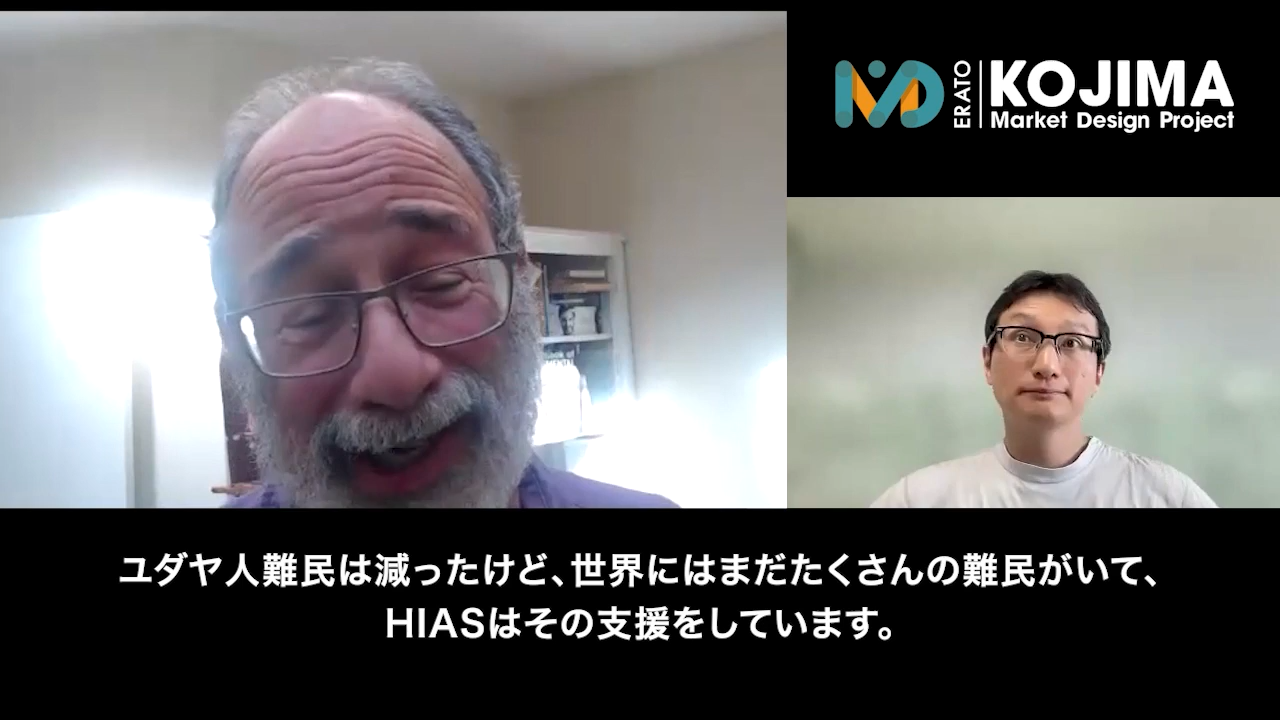 ERATO
KOJIMA
Market Design Project
ユダヤ人難民は減ったけど、世界にはまだたくさんの難民がいて、
HIASはその支援をしています。